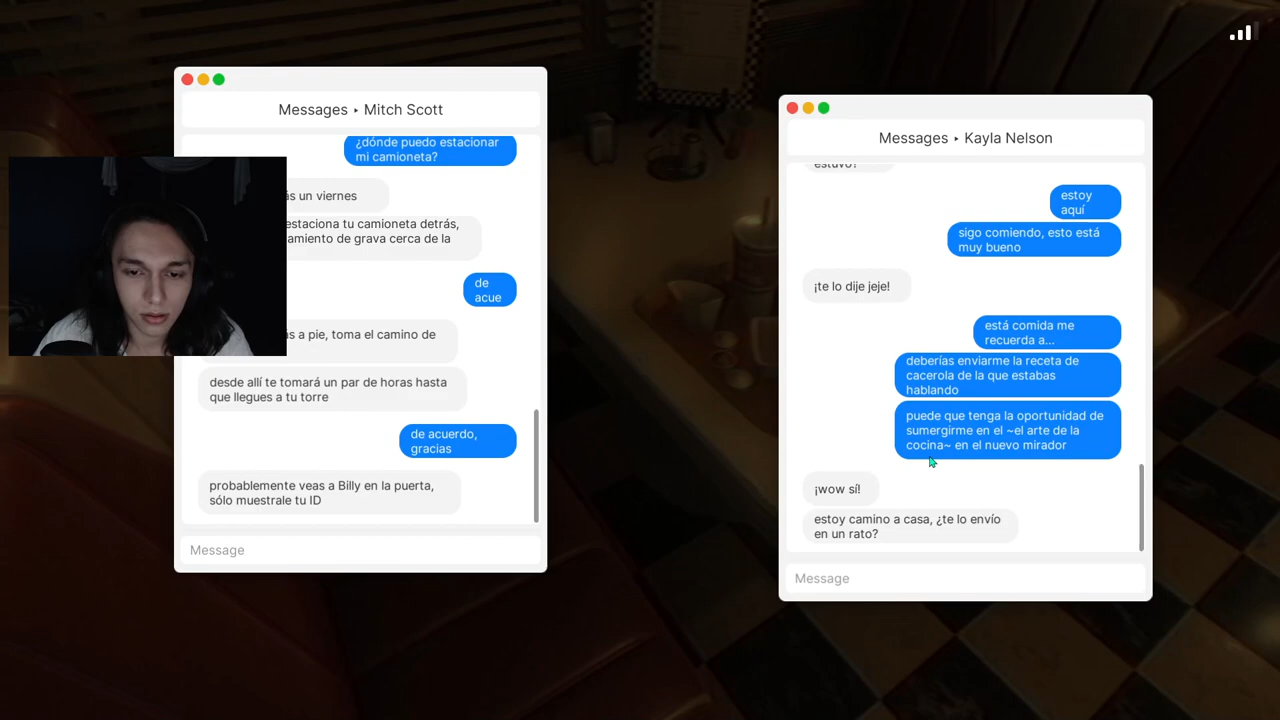 Messages ▸ Mitch Scott
¿dónde puedo estacionar
mi camioneta?
un viernes
estaciona tu camioneta detrás,
de grava cerca de la
de
acue
a pie, toma el camino de
desde allí te tomará un par de horas hasta
que llegues a tu torre
de acuerdo,
gracias
probablemente veas a Billy en la puerta,
sólo muestrale tu ID
Message
Messages ▸ Kayla Nelson
estuvo?
estoy
aquí
sigo comiendo, esto está
muy bueno
¡te lo dije jeje!
está comida me
recuerda a...
deberías enviarme la receta de
cacerola de la que estabas
hablando
puede que tenga la oportunidad de
sumergirme en el ~el arte de la
cocina~ en el nuevo mirador
¡wow sí!
estoy camino a casa, ¿te lo envío
en un rato?
Message